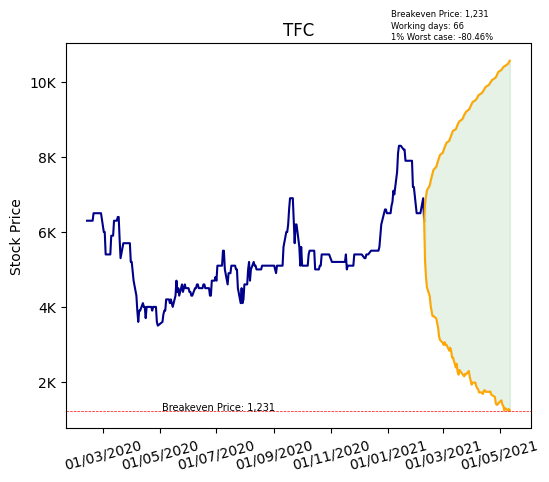 Breakeven Price: 1,231
Working days: 66
1% Worst case: -80.46%
TFC
10K
8K
6K
4K
2K
Stock Price
Breakeven Price: 1,231
01/03/2020
01/05/2020
01/07/2020
01/09/2020
01/11/2020
01/01/2021
01/03/2021
01/05/2021